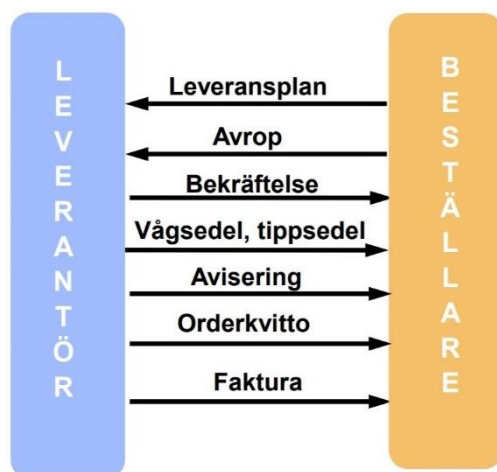 LEVERANTÖR
Leveransplan
Avrop
Bekräftelse
Vågsedel, tippsedel
Avisering
Orderkvitto
Faktura
BESTÄLLARE